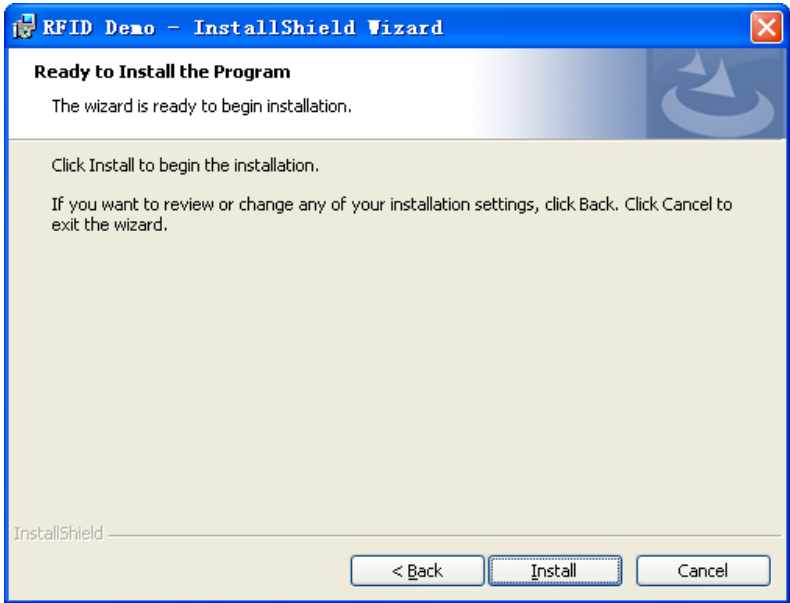 RFID Demo - InstallShield Wizard
Ready to Install the Program
The wizard is ready to begin installation.
Click Install to begin the installation.
If you want to review or change any of your installation settings, click Back. Click Cancel to
exit the wizard.
InstallShield
< Back
Install
Cancel